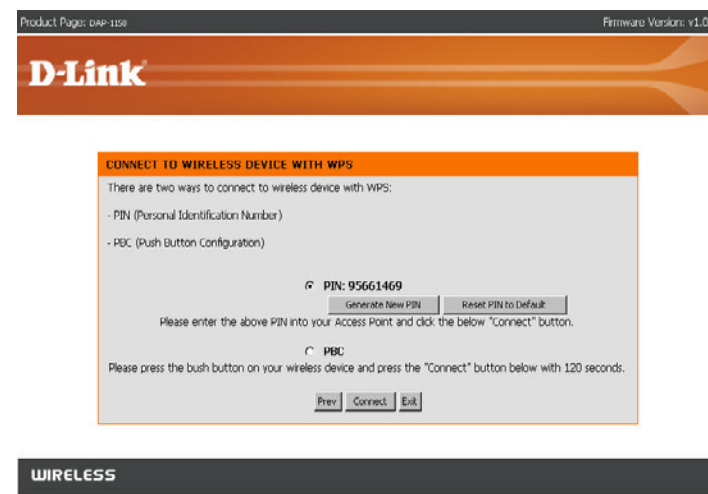 Product Page: DAP-1150 Firmware Version: v1.0
D-Link
CONNECT TO WIRELESS DEVICE WITH WPS
There are two ways to connect to wireless device with WPS:
- PIN (Personal Identification Number)
- PBC (Push Button Configuration)
PIN: 95661469
Generate New PIN Reset PIN to Default
Please enter the above PIN into your Access Point and click the below "Connect" button.
PBC
Please press the bush button on your wireless device and press the "Connect" button below with 120 seconds.
Prev Connect Exit
WIRELESS